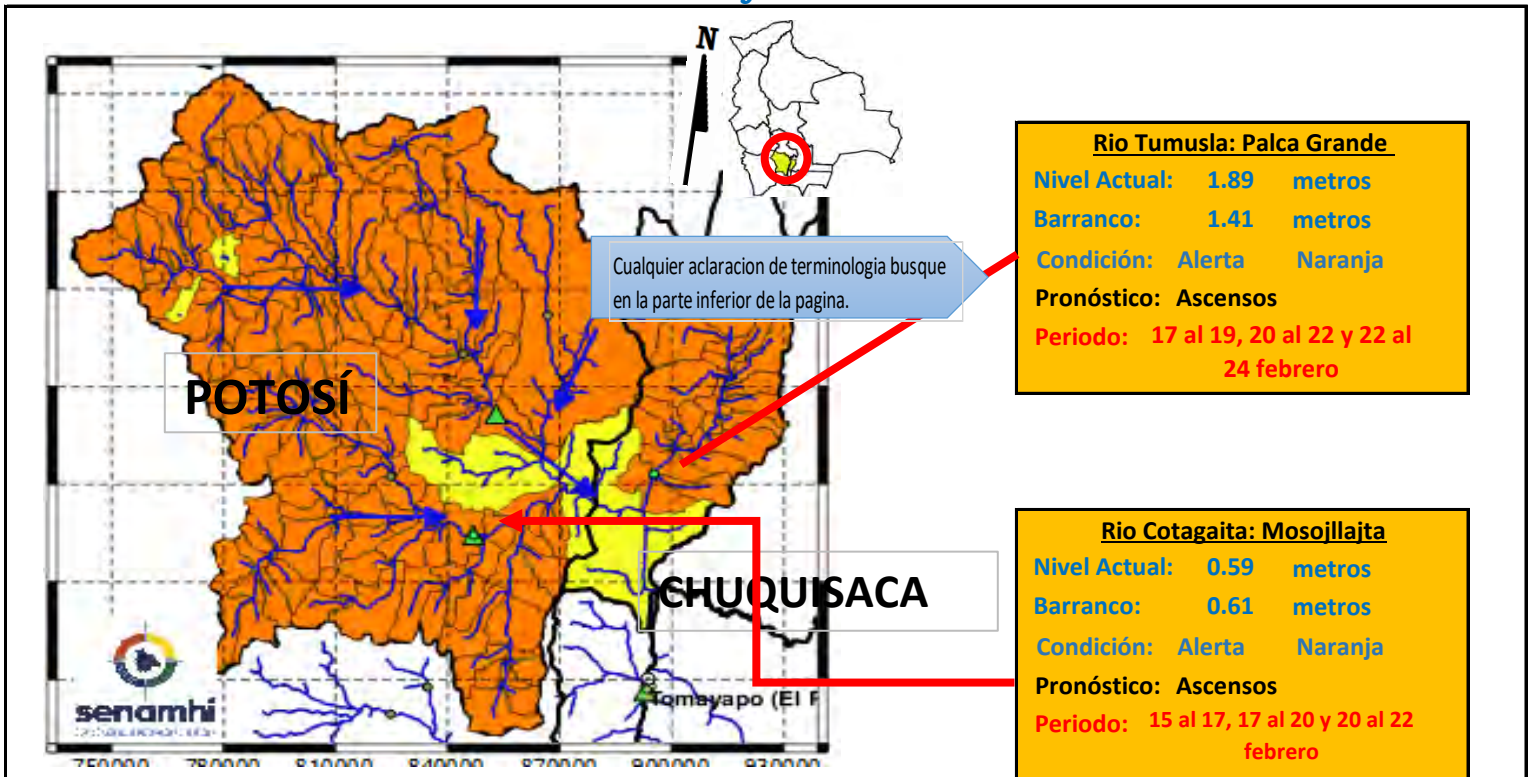 N
Rio Tumusla: Palca Grande
Nivel Actual: 1.89 metros
Barranco: 1.41 metros
Condición: Alerta Naranja
Pronóstico: Ascensos
Periodo: 17 al 19, 20 al 22 y 22 al
24 febrero
Cualquier aclaracion de terminologia busque
en la parte inferior de la pagina.
POTOSÍ
CHUQUISACA
Rio Cotagaita: Mosojllajta
Nivel Actual: 0.59 metros
Barranco: 0.61 metros
Condición: Alerta Naranja
Pronóstico: Ascensos
Periodo: 15 al 17, 17 al 20 y 20 al 22
febrero
senamhi
Tomayapo (El
750000 780000 810000 840000 870000 900000 930000